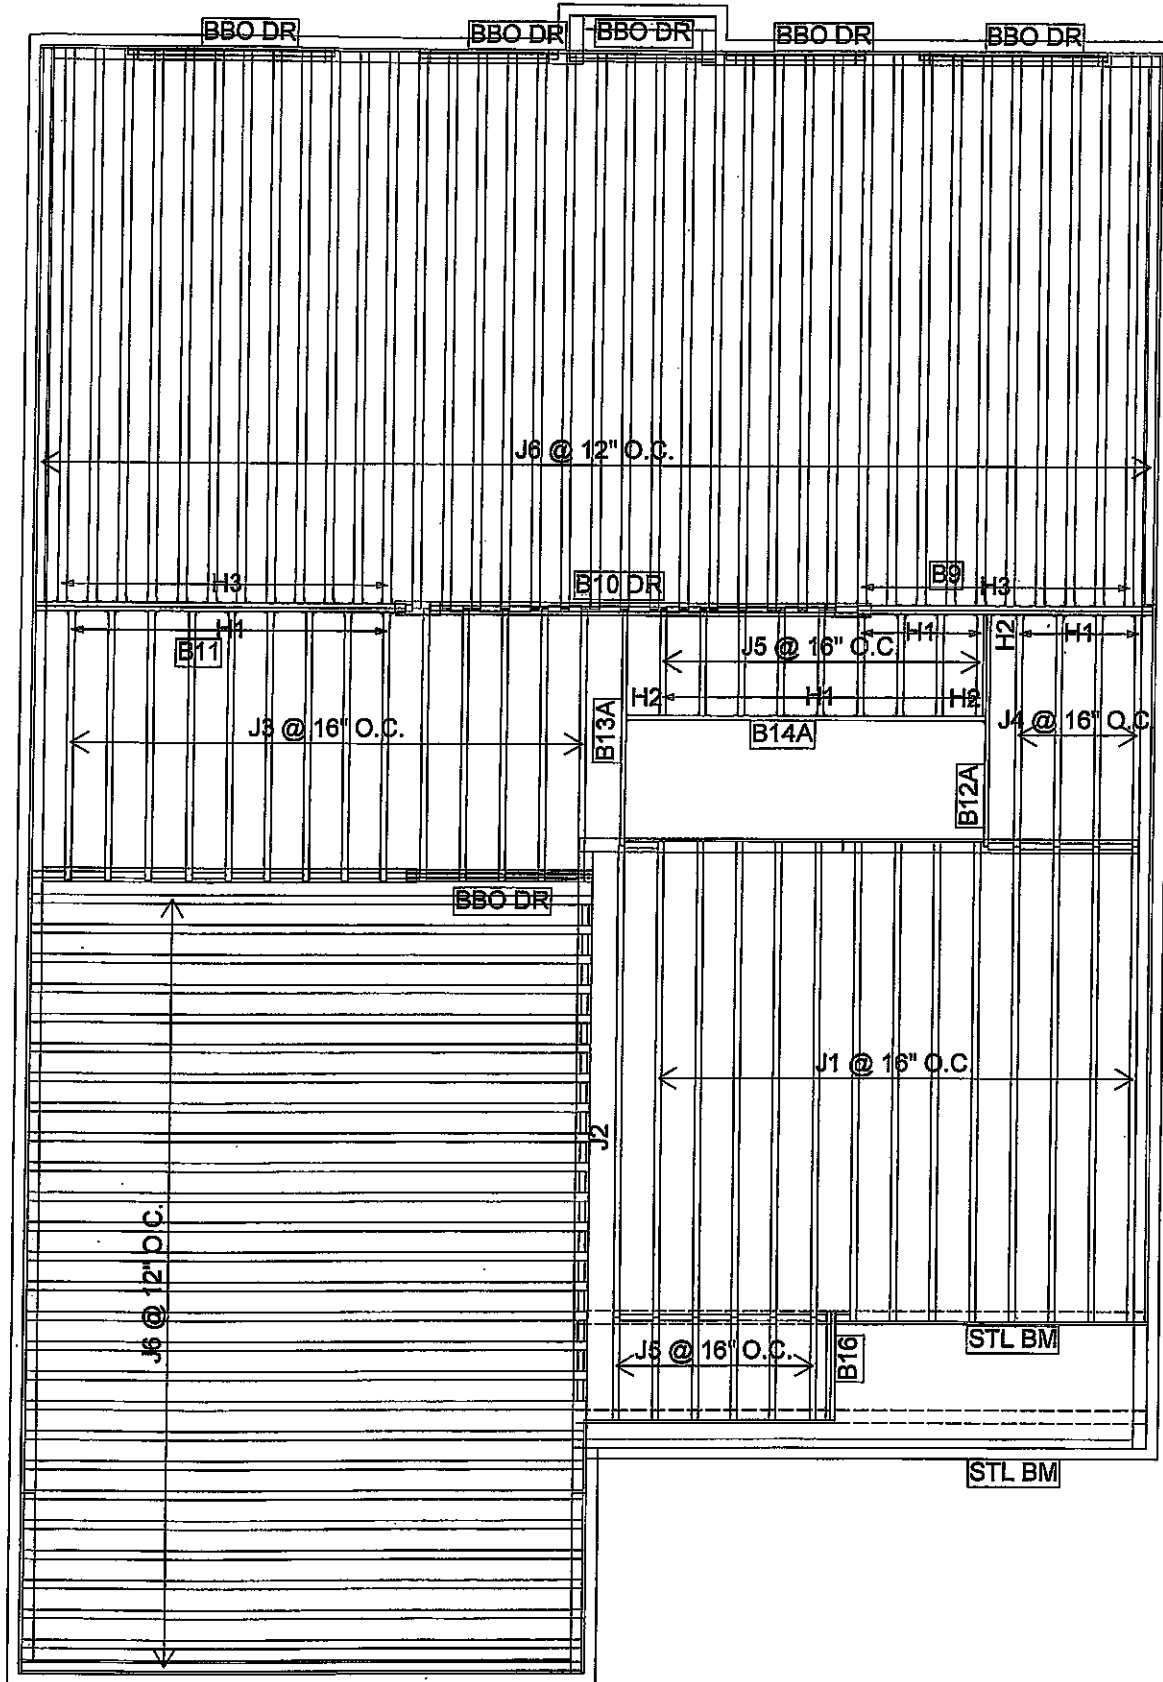 BBO DR
BBO DR
BBO DR
BBO DR
BBO DR
J6 @ 12" O.C.
H3
B10 DR
B9
H3
H1
B11
J5 @ 16" O.C.
H1
H2
H1
H2
H1
H2
J3 @ 16" O.C.
B13A
B14A
J4 @ 16" O.C.
B12A
BBO DR
J1 @ 16" O.C.
J2
J6 @ 12" O.C.
J5 @ 16" O.C.
B16
STL BM
STL BM